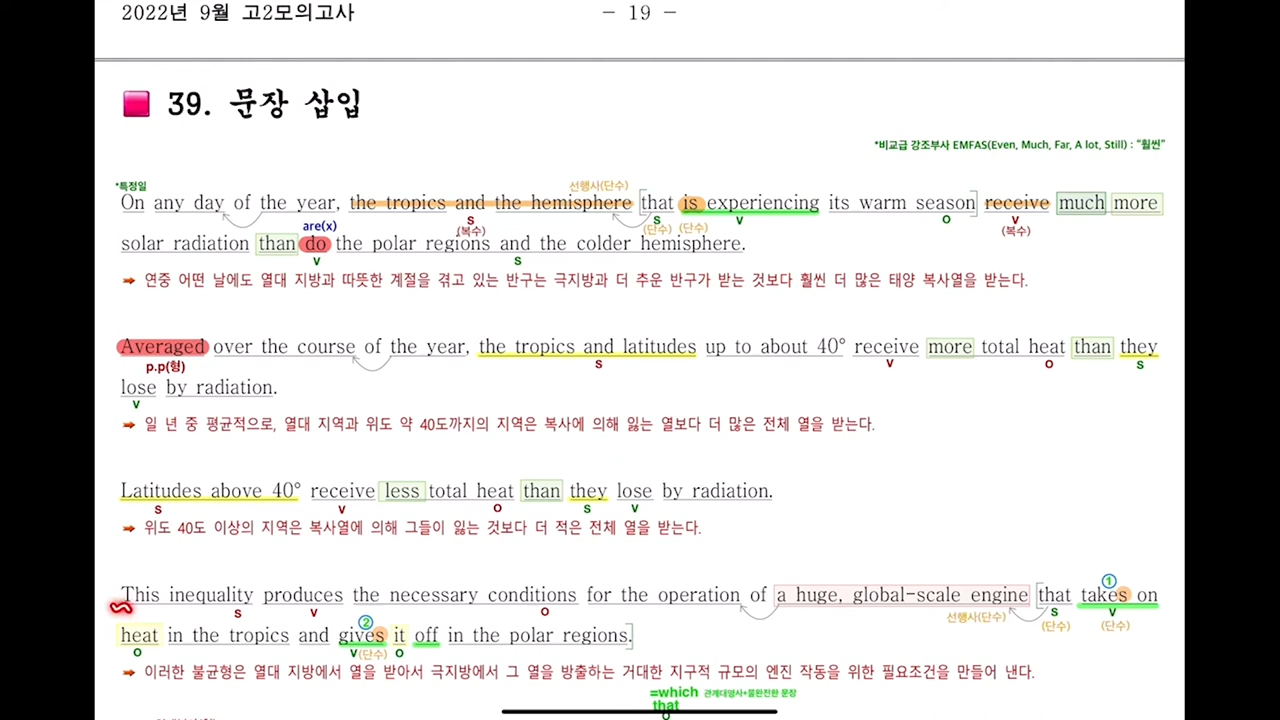 2022년 9월 고2모의고사
- 19 -
39. 문장 삽입
*비교급 강조부사 EMFAS(Even, Much, Far, A lot, Still) : "훨씬"
*특정일
선행사(단수)
On any day of the year, the tropics and the hemisphere [that is experiencing its warm season] receive much more
S (복수) S (단수) (단수) V O V (복수)
are(x)
solar radiation than do the polar regions and the colder hemisphere.
V S
➡ 연중 어떤 날에도 열대 지방과 따뜻한 계절을 겪고 있는 반구는 극지방과 더 추운 반구가 받는 것보다 훨씬 더 많은 태양 복사열을 받는다.
Averaged over the course of the year, the tropics and latitudes up to about 40° receive more total heat than they
p.p(형) S V O S
lose by radiation.
V
➡ 일 년 중 평균적으로, 열대 지역과 위도 약 40도까지의 지역은 복사에 의해 잃는 열보다 더 많은 전체 열을 받는다.
Latitudes above 40° receive less total heat than they lose by radiation.
S V O S V
➡ 위도 40도 이상의 지역은 복사열에 의해 그들이 잃는 것보다 더 적은 전체 열을 받는다.
①
This inequality produces the necessary conditions for the operation of a huge, global-scale engine [that takes on
S V O 선행사(단수) S (단수) V (단수)
②
heat in the tropics and gives it off in the polar regions.]
O V(단수) O
➡ 이러한 불균형은 열대 지방에서 열을 받아서 극지방에서 그 열을 방출하는 거대한 지구적 규모의 엔진 작동을 위한 필요조건을 만들어 낸다.
=which 관계대명사+불완전한 문장
that
O